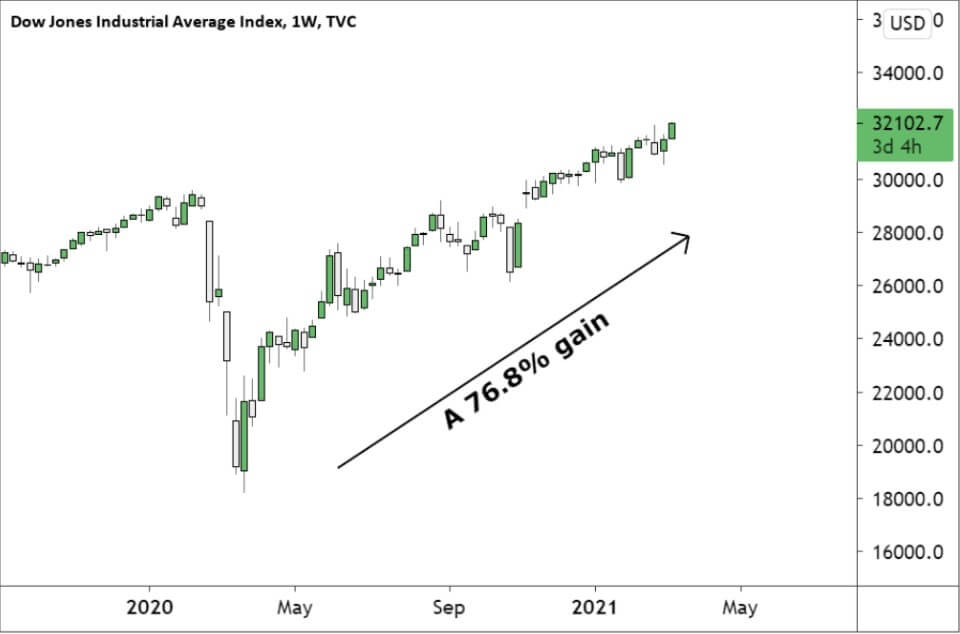 Dow Jones Industrial Average Index, 1W, TVC
USD
34000.0
32102.7
3d 4h
30000.0
28000.0
26000.0
24000.0
22000.0
20000.0
18000.0
16000.0
A 76.8% gain
2020 May Sep 2021 May